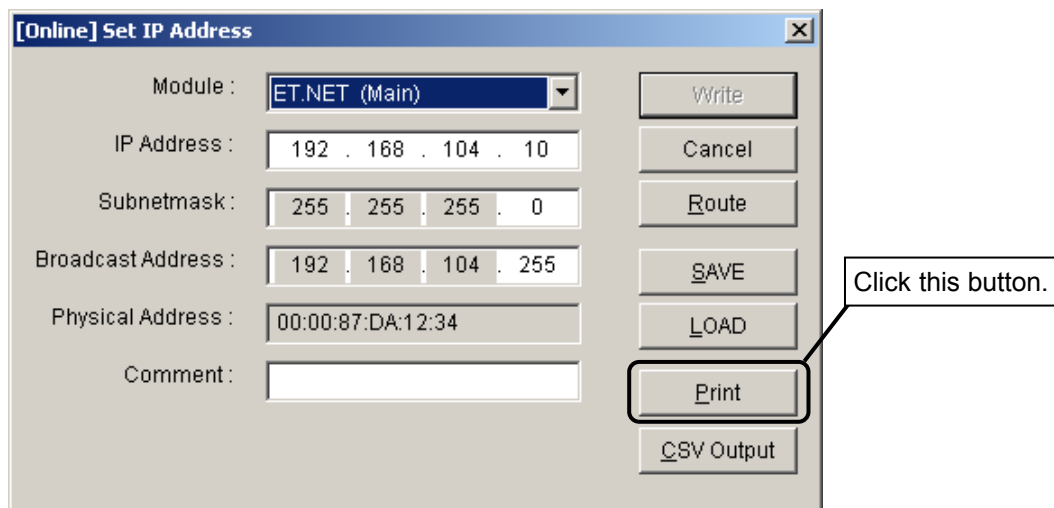 [Online] Set IP Address
Module : ET.NET (Main) Write
IP Address : 192 . 168 . 104 . 10 Cancel
Subnetmask : 255 . 255 . 255 . 0 Route
Broadcast Address : 192 . 168 . 104 . 255 SAVE
Click this button.
Physical Address : 00:00:87:DA:12:34 LOAD
Comment : Print
CSV Output